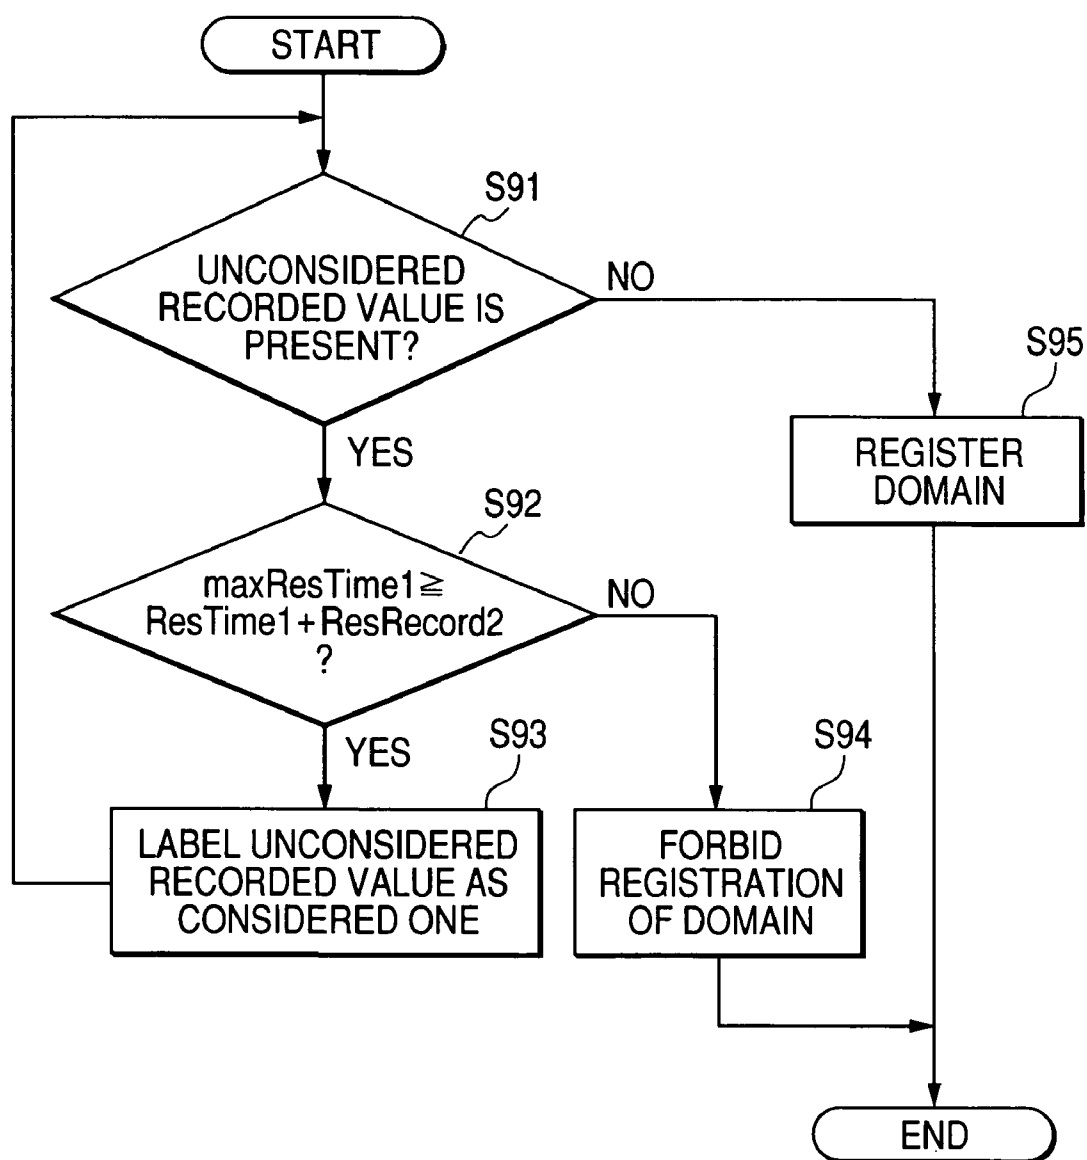 START
S91
UNCONSIDERED
RECORDED VALUE IS
PRESENT?
NO
S95
REGISTER
DOMAIN
YES
S92
maxResTime1≧
ResTime1+ResRecord2
?
NO
YES
S93
LABEL UNCONSIDERED
RECORDED VALUE AS
CONSIDERED ONE
S94
FORBID
REGISTRATION
OF DOMAIN
END